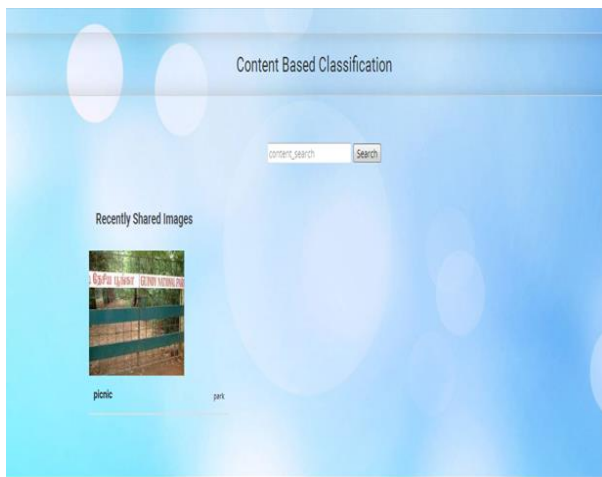 Content Based Classification
content_search Search
Recently Shared Images
தேசிய பூங்கா GUINDY NATIONAL PARK
picnic park